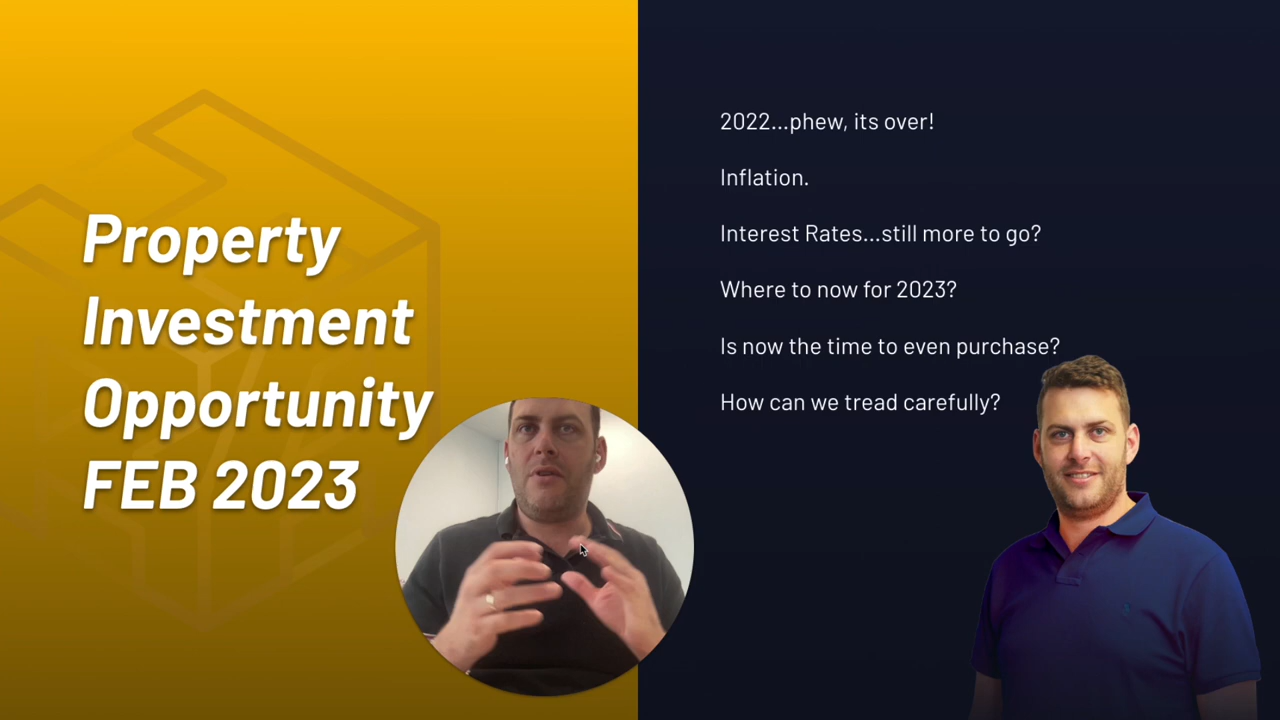 Property
Investment
Opportunity
FEB 2023
2022...phew, its over!
Inflation.
Interest Rates...still more to go?
Where to now for 2023?
Is now the time to even purchase?
How can we tread carefully?